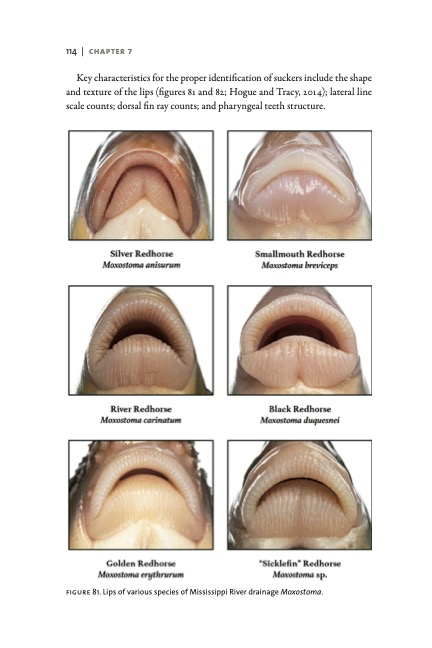 114 | CHAPTER 7
Key characteristics for the proper identification of suckers include the shape
and texture of the lips (figures 81 and 82; Hogue and Tracy, 2014); lateral line
scale counts; dorsal fin ray counts; and pharyngeal teeth structure.
Silver Redhorse
Moxostoma anisurum
Smallmouth Redhorse
Moxostoma breviceps
River Redhorse
Moxostoma carinatum
Black Redhorse
Moxostoma duquesnei
Golden Redhorse
Moxostoma erythrurum
"Sicklefin" Redhorse
Moxostoma sp.
FIGURE 81. Lips of various species of Mississippi River drainage Moxostoma.